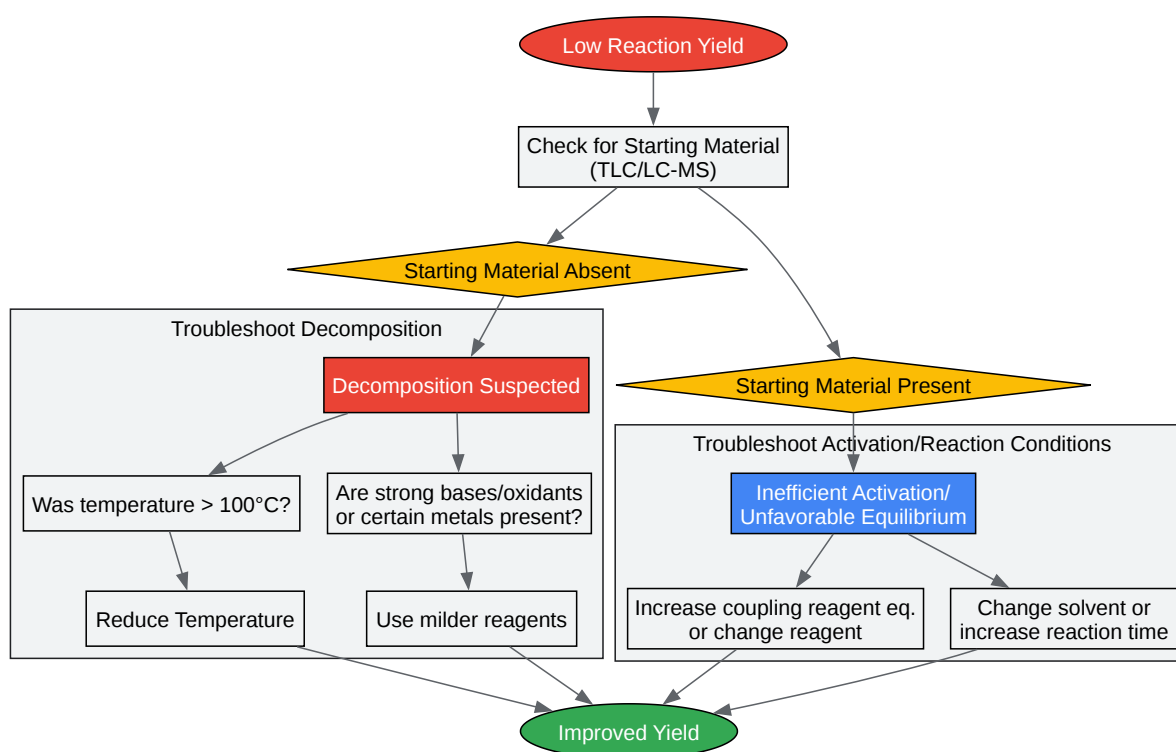 Low Reaction Yield
Check for Starting Material
(TLC/LC-MS)
Starting Material Absent
Troubleshoot Decomposition
Decomposition Suspected
Starting Material Present
Troubleshoot Activation/Reaction Conditions
Was temperature > 100°C?
Are strong bases/oxidants
or certain metals present?
Inefficient Activation/
Unfavorable Equilibrium
Reduce Temperature
Use milder reagents
Increase coupling reagent eq.
or change reagent
Change solvent or
increase reaction time
Improved Yield